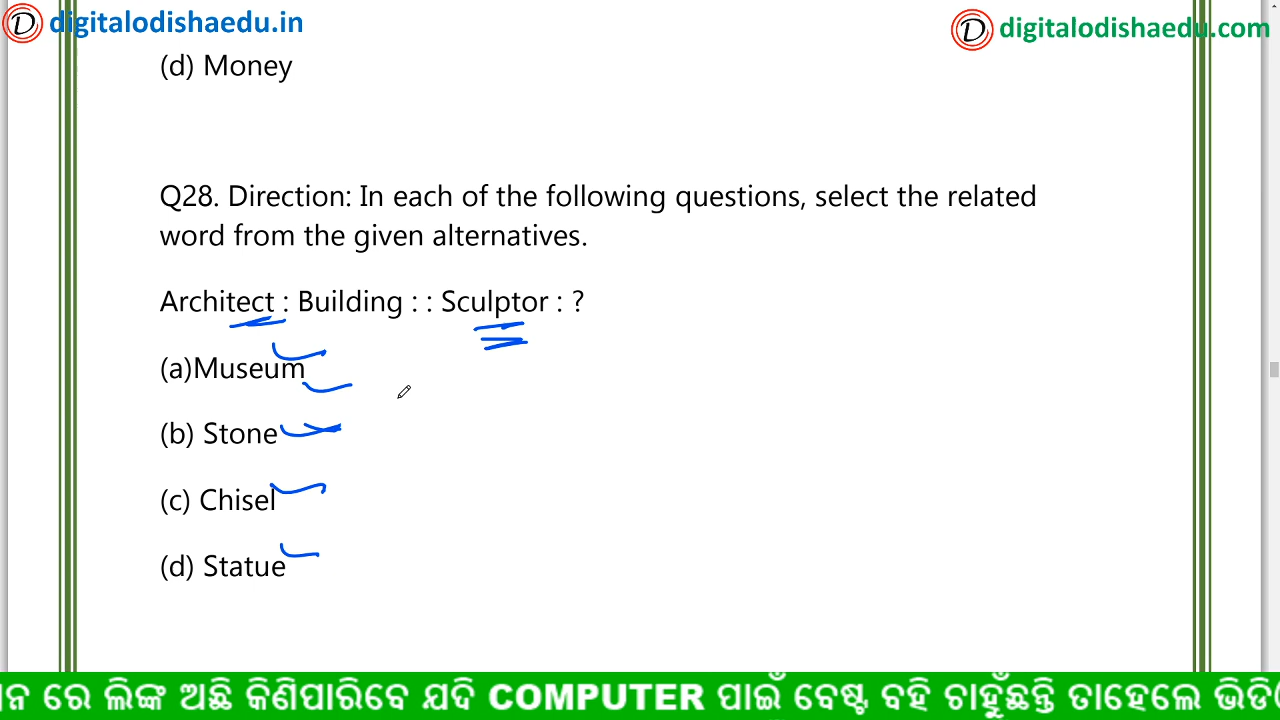 digitalodishaedu.in
digitalodishaedu.com
(d) Money
Q28. Direction: In each of the following questions, select the related
word from the given alternatives.
Architect : Building : : Sculptor : ?
(a)Museum
(b) Stone
(c) Chisel
(d) Statue
ରେ ଲିଙ୍କ ଅଛି କିଣିପାରିବେ ଯଦି COMPUTER ପାଇଁ ବେଷ୍ଟ ବହି ଚାହୁଁଛନ୍ତି ତାହେଲେ